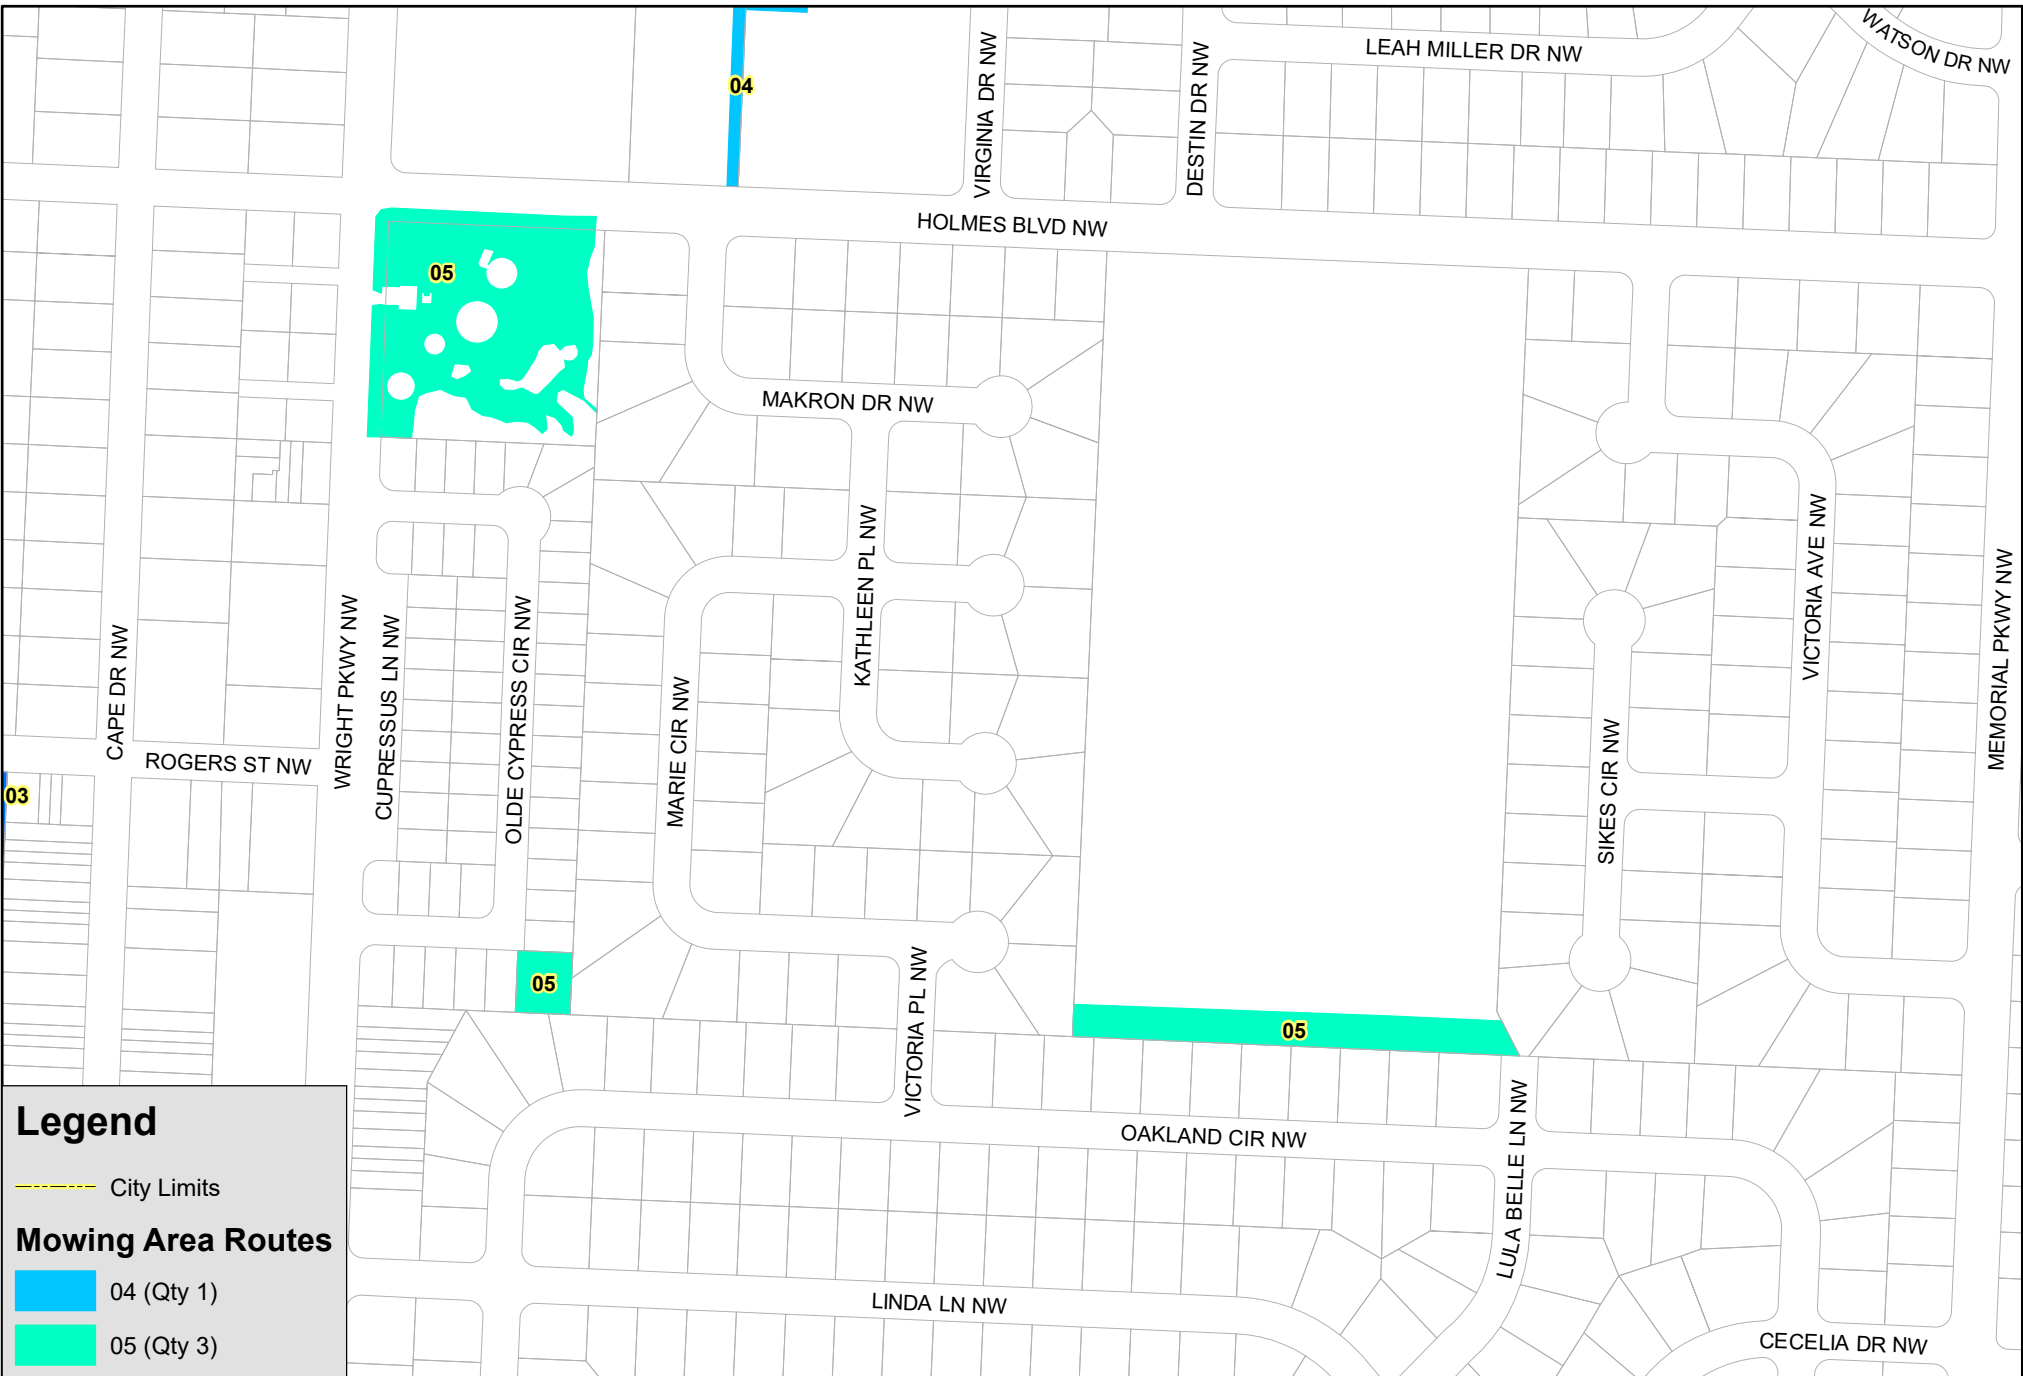 WATSON DR NW
LEAH MILLER DR NW
04
VIRGINIA DR NW
DESTIN DR NW
HOLMES BLVD NW
05
MAKRON DR NW
KATHLEEN PL NW
VICTORIA AVE NW
MEMORIAL PKWY NW
CAPE DR NW
WRIGHT PKWY NW
CUPRESSUS LN NW
OLDE CYPRESS CIR NW
MARIE CIR NW
SIKES CIR NW
ROGERS ST NW
03
05
VICTORIA PL NW
05
OAKLAND CIR NW
LULA BELLE LN NW
LINDA LN NW
CECELIA DR NW
Legend
City Limits
Mowing Area Routes
04 (Qty 1)
05 (Qty 3)